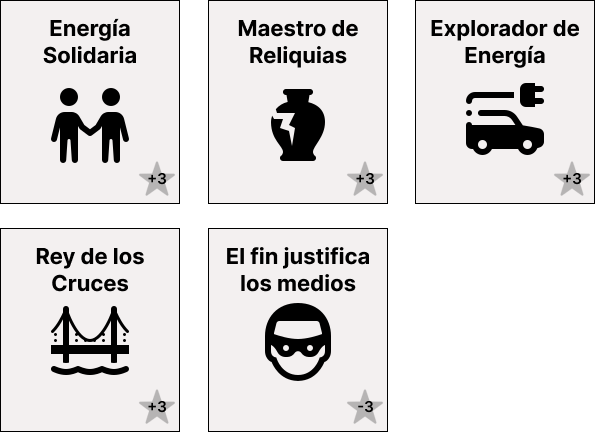 Energía
Solidaria
+3
Maestro de
Reliquias
+3
Explorador de
Energía
+3
Rey de los
Cruces
+3
El fin justifica
los medios
-3